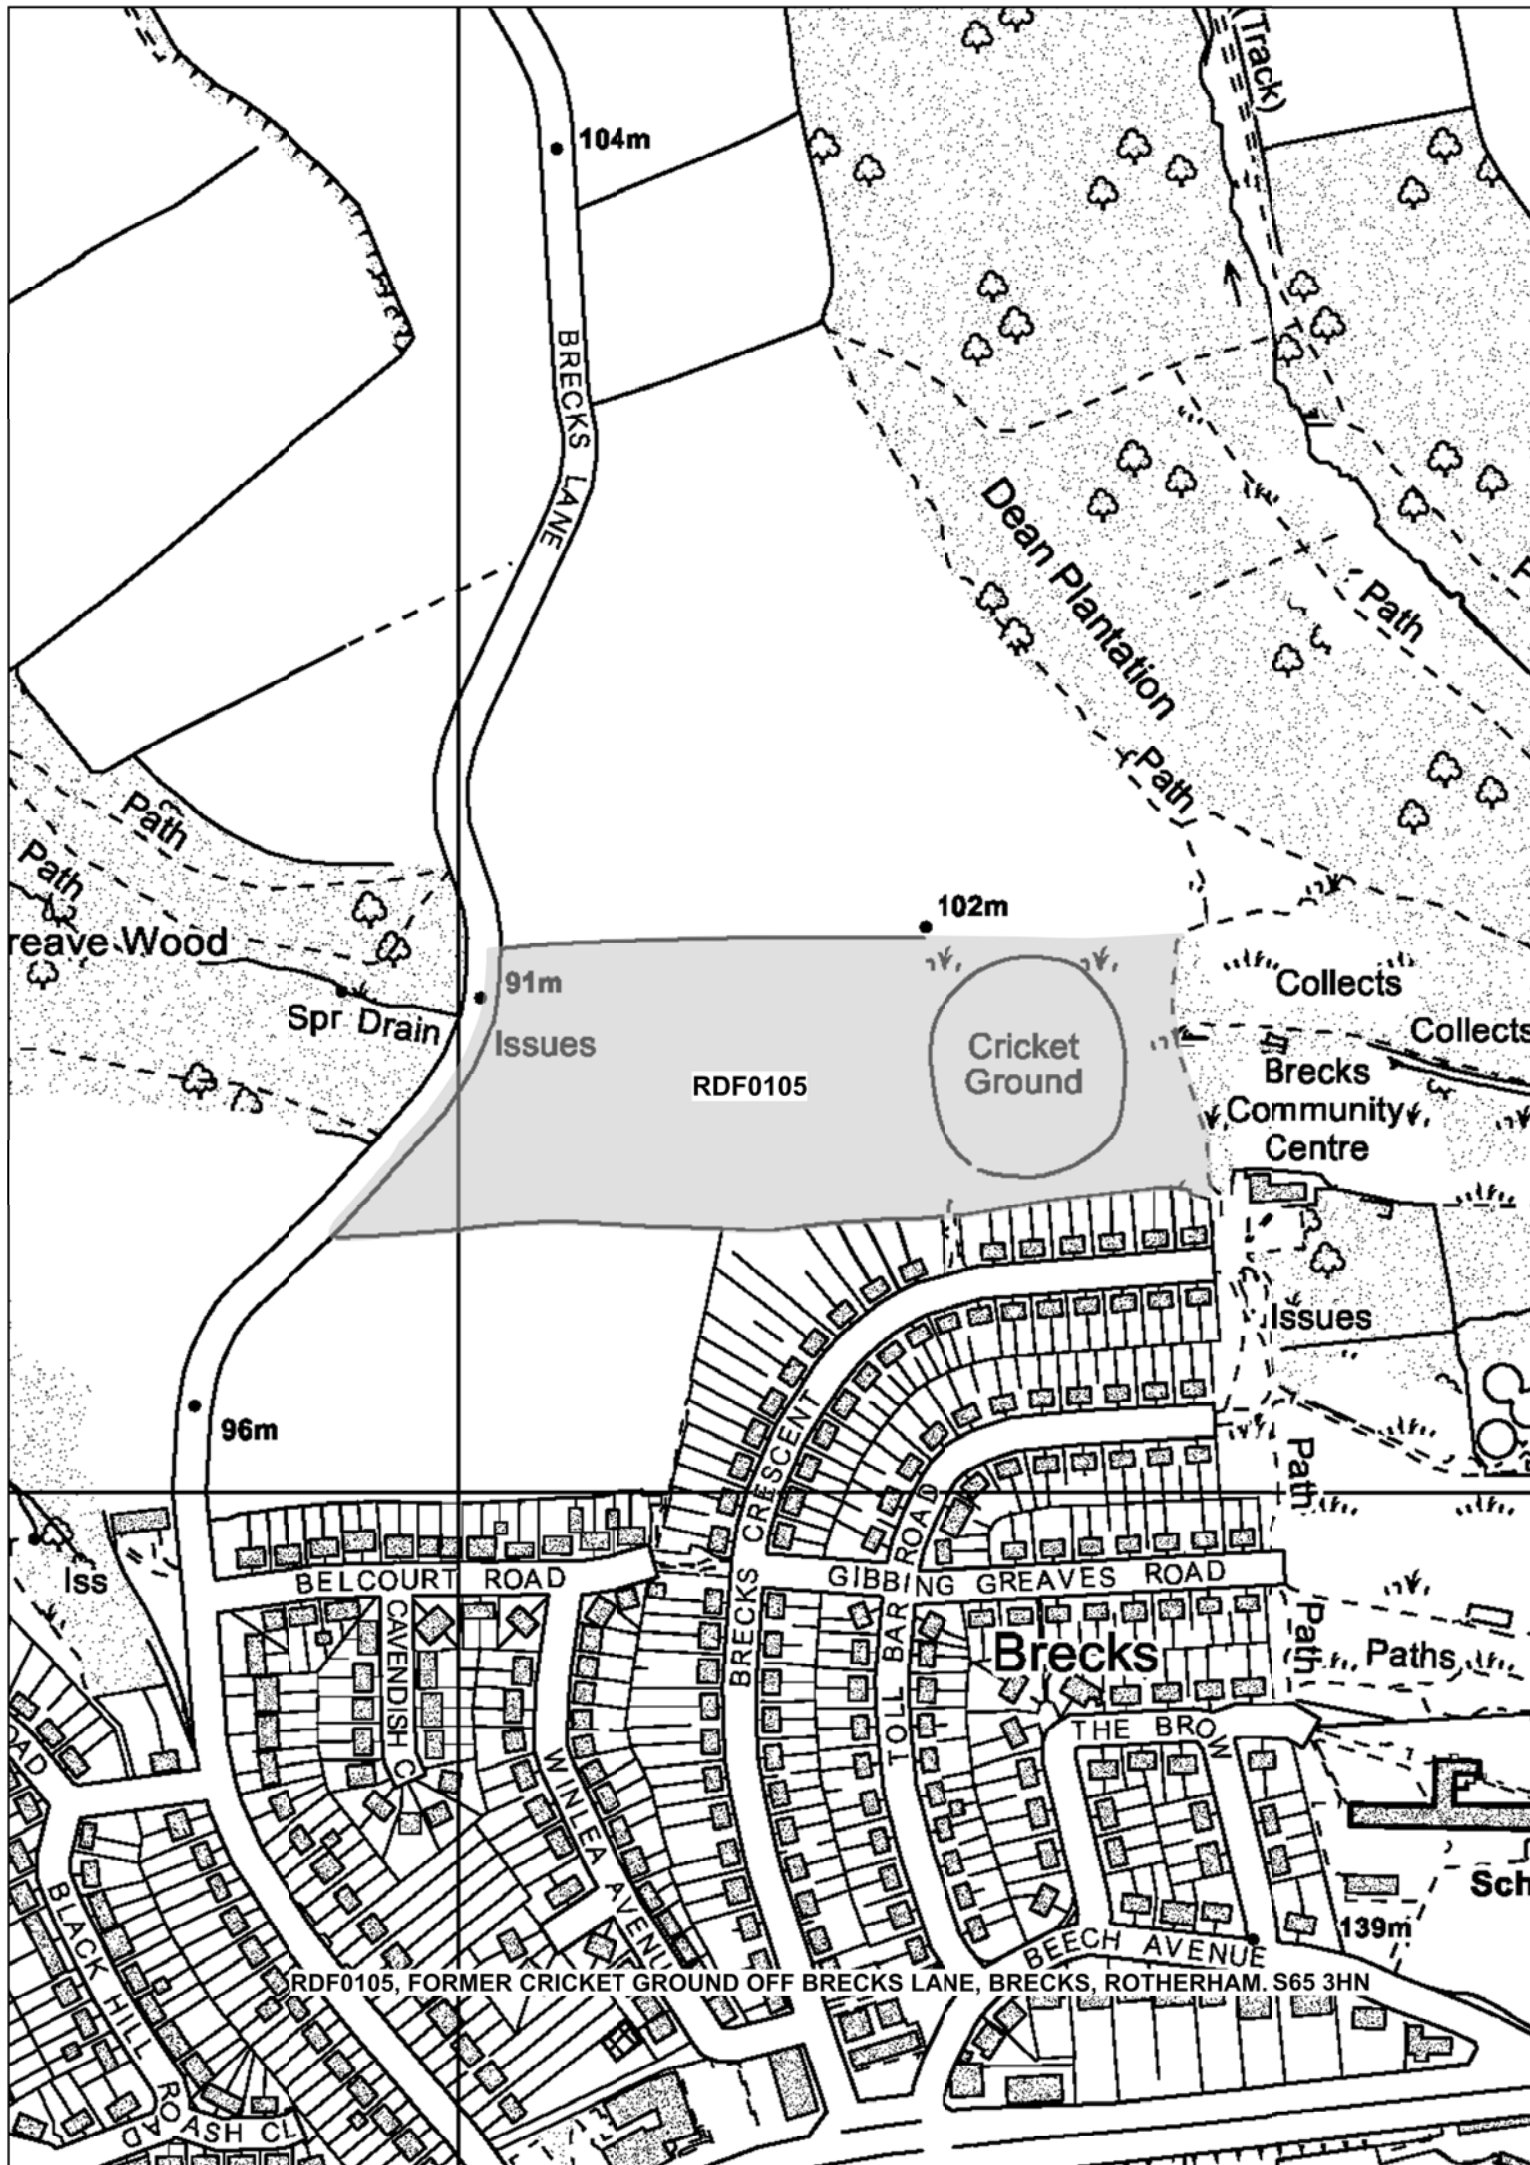 (Track)
104m
BRECKS LANE
Dean Plantation
Path
Path
Path
Path
reave Wood
Spr Drain
102m
91m
Issues
RDF0105
Cricket
Ground
Collects
Collects
Brecks
Community
Centre
Issues
96m
Path
Iss
BELCOURT ROAD
BRECKS CRESCENT
TOLL BAR ROAD
GIBBING GREAVES ROAD
CAVENDISH C
Brecks
Path
Paths
THE BROW
OAD
WINLEA AVENU
BLACK HILL ROAD
Sch
139m
BEECH AVENUE
RDF0105, FORMER CRICKET GROUND OFF BRECKS LANE, BRECKS, ROTHERHAM. S65 3HN
ASH CL